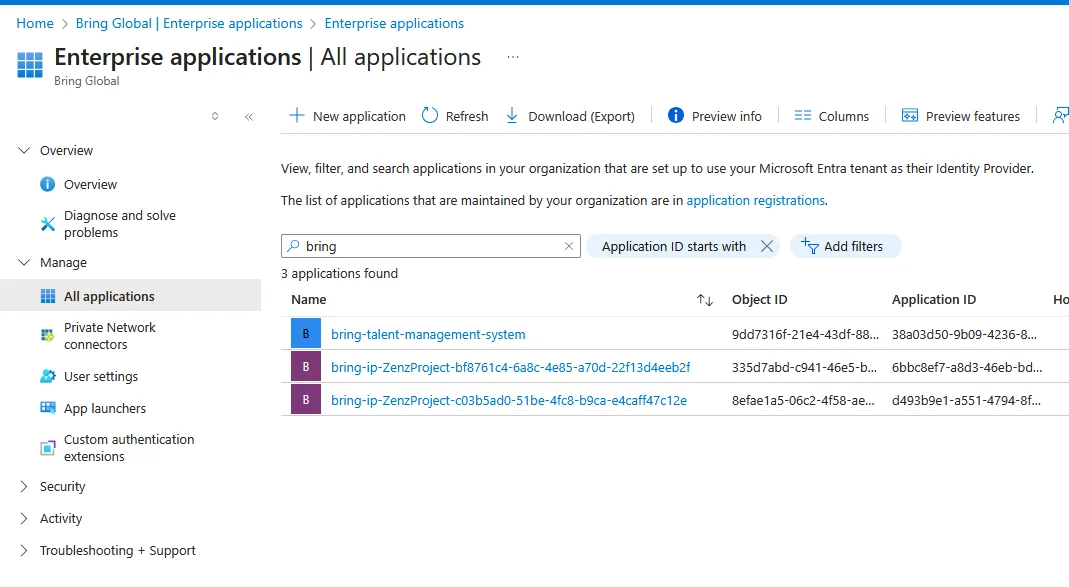 Home > Bring Global | Enterprise applications > Enterprise applications
Enterprise applications | All applications ...
Bring Global
New application Refresh Download (Export) Preview info Columns Preview features
Overview
Overview
Diagnose and solve
problems
Manage
All applications
Private Network
connectors
User settings
App launchers
Custom authentication
extensions
Security
Activity
Troubleshooting + Support
View, filter, and search applications in your organization that are set up to use your Microsoft Entra tenant as their Identity Provider.
The list of applications that are maintained by your organization are in application registrations.
bring Application ID starts with Add filters
3 applications found
Name Object ID Application ID Ho
B bring-talent-management-system 9dd7316f-21e4-43df-88... 38a03d50-9b09-4236-8...
B bring-ip-ZenzProject-bf8761c4-6a8c-4e85-a70d-22f13d4eeb2f 335d7abd-c941-46e5-b... 6bbc8ef7-a8d3-46eb-bd...
B bring-ip-ZenzProject-c03b5ad0-51be-4fc8-b9ca-e4caff47c12e 8efae1a5-06c2-4f58-ae... d493b9e1-a551-4794-8f...